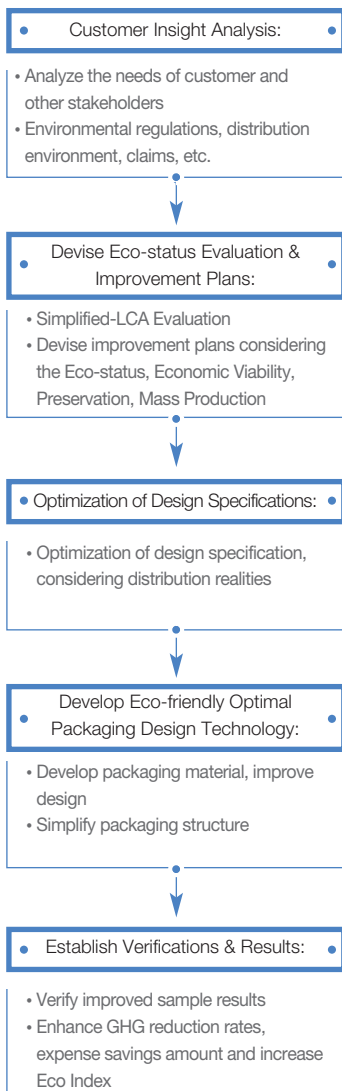 Customer Insight Analysis:
• Analyze the needs of customer and
other stakeholders
• Environmental regulations, distribution
environment, claims, etc.
Devise Eco-status Evaluation &
Improvement Plans:
• Simplified-LCA Evaluation
• Devise improvement plans considering
the Eco-status, Economic Viability,
Preservation, Mass Production
Optimization of Design Specifications:
• Optimization of design specification,
considering distribution realities
Develop Eco-friendly Optimal
Packaging Design Technology:
• Develop packaging material, improve
design
• Simplify packaging structure
Establish Verifications & Results:
• Verify improved sample results
• Enhance GHG reduction rates,
expense savings amount and increase
Eco Index